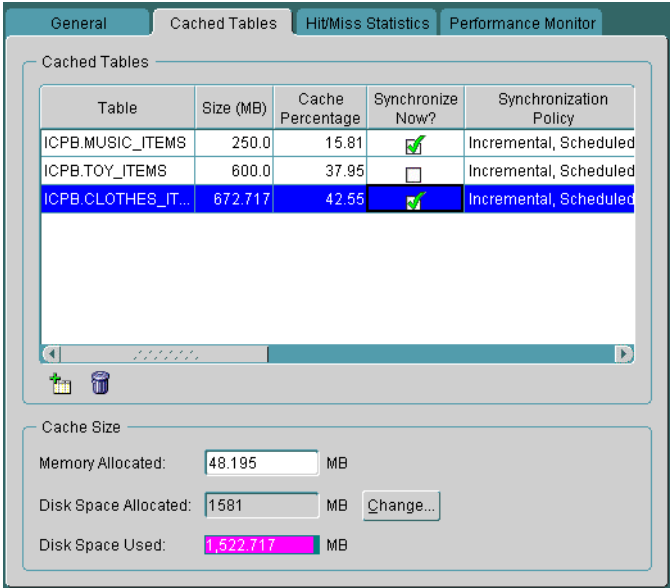 General Cached Tables Hit/Miss Statistics Performance Monitor
Cached Tables
Table Size (MB) Cache Percentage Synchronize Now? Synchronization Policy
ICPB.MUSIC_ITEMS 250.0 15.81 Incremental, Scheduled
ICPB.TOY_ITEMS 600.0 37.95 Incremental, Scheduled
ICPB.CLOTHES_IT... 672.717 42.55 Incremental, Scheduled
Cache Size
Memory Allocated: 48.195 MB
Disk Space Allocated: 1581 MB Change...
Disk Space Used: 1,522.717 MB